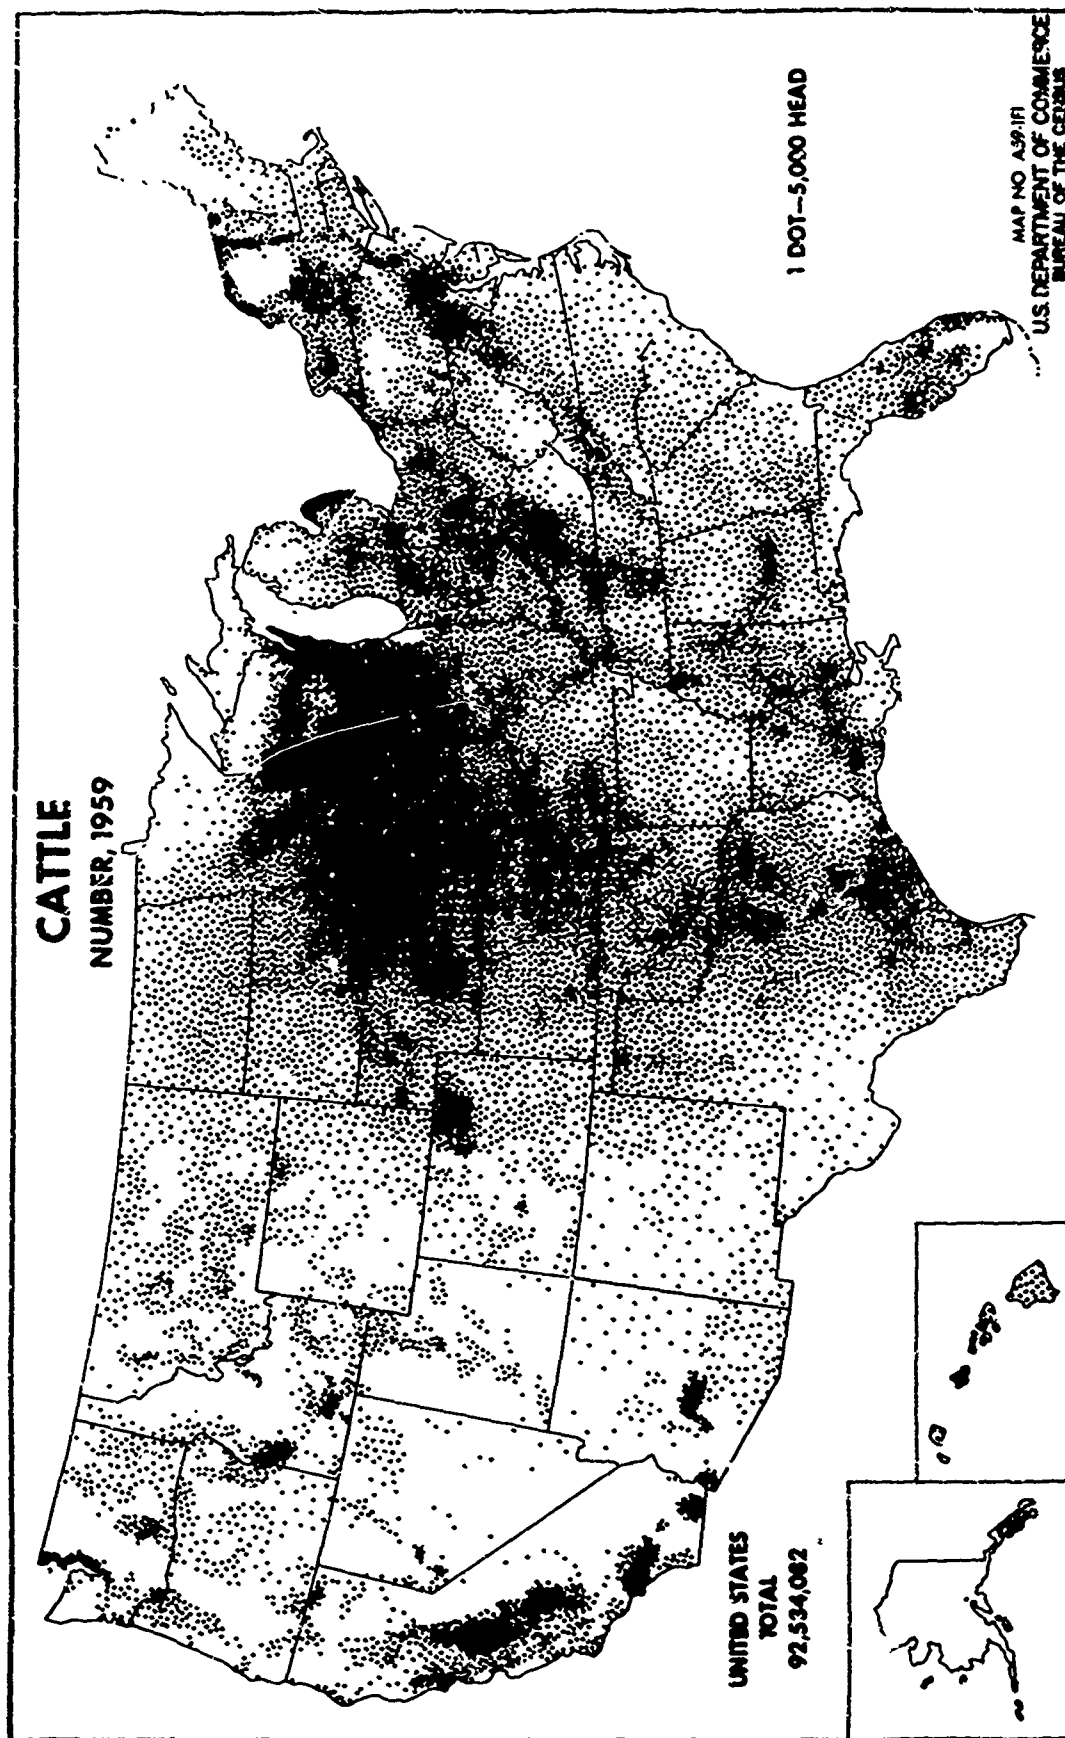 CATTLE
NUMBER, 1959
1 DOT—5,000 HEAD
UNITED STATES
TOTAL
92,534,082
MAP NO A59-1F1
U.S. DEPARTMENT OF COMMERCE
BUREAU OF THE CENSUS